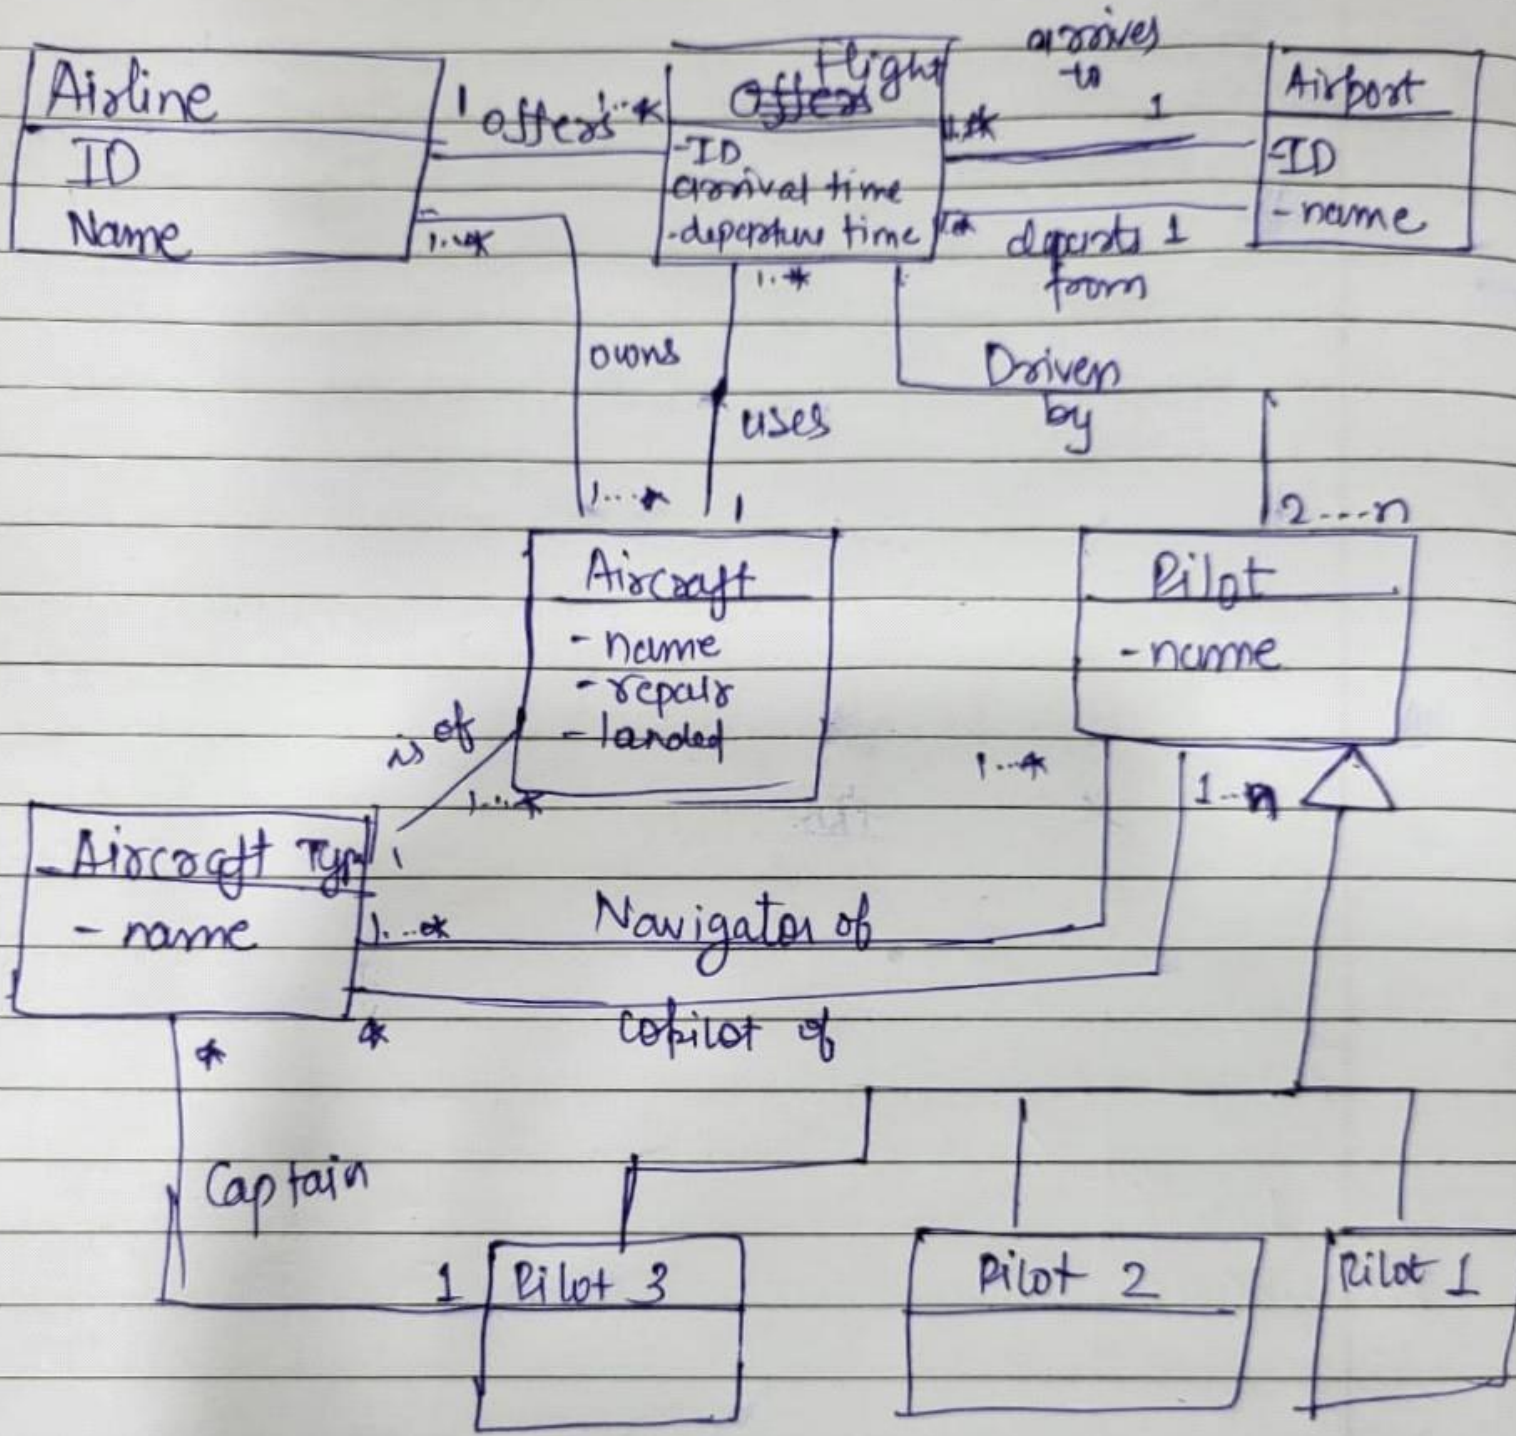 Airline
ID
Name
1 offers 1..*
1..*
Flight
-ID
arrival time
-deperture time
arrives
to
1..*
1
1..*
departs 1
from
Airport
-ID
-name
1..*
owns
uses
Driven
by
1...*
1
2---n
Aircraft
-name
-repair
-landed
Pilot
-name
is of
1...*
1
1...*
1--n
Aircraft Typ
- name
1...*
Navigator of
*
*
Copilot of
Captain
1
Pilot 3
Pilot 2
Pilot 1